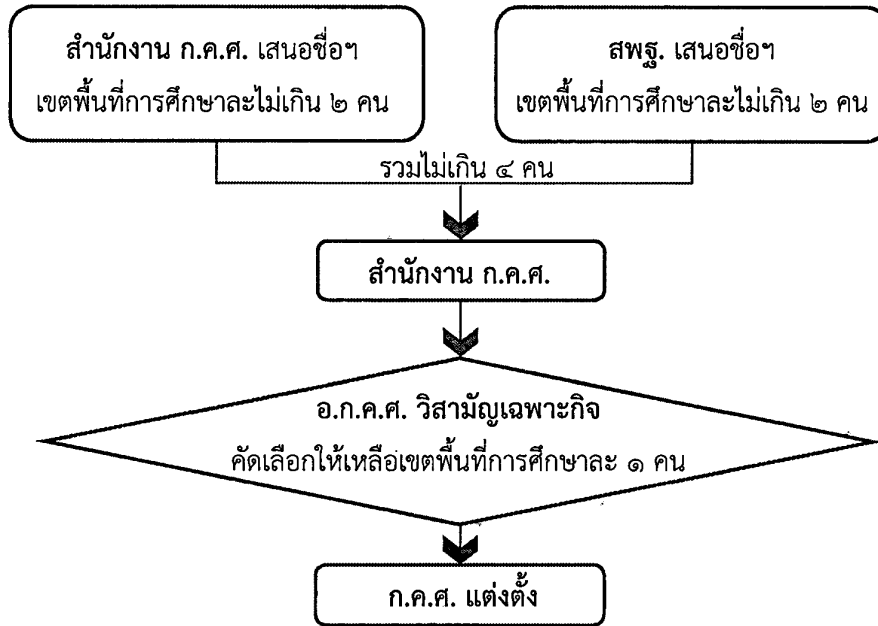 สำนักงาน ก.ค.ศ. เสนอชื่อฯ
เขตพื้นที่การศึกษาละไม่เกิน ๒ คน
สพฐ. เสนอชื่อฯ
เขตพื้นที่การศึกษาละไม่เกิน ๒ คน
รวมไม่เกิน ๔ คน
สำนักงาน ก.ค.ศ.
อ.ก.ค.ศ. วิสามัญเฉพาะกิจ
คัดเลือกให้เหลือเขตพื้นที่การศึกษาละ ๑ คน
ก.ค.ศ. แต่งตั้ง